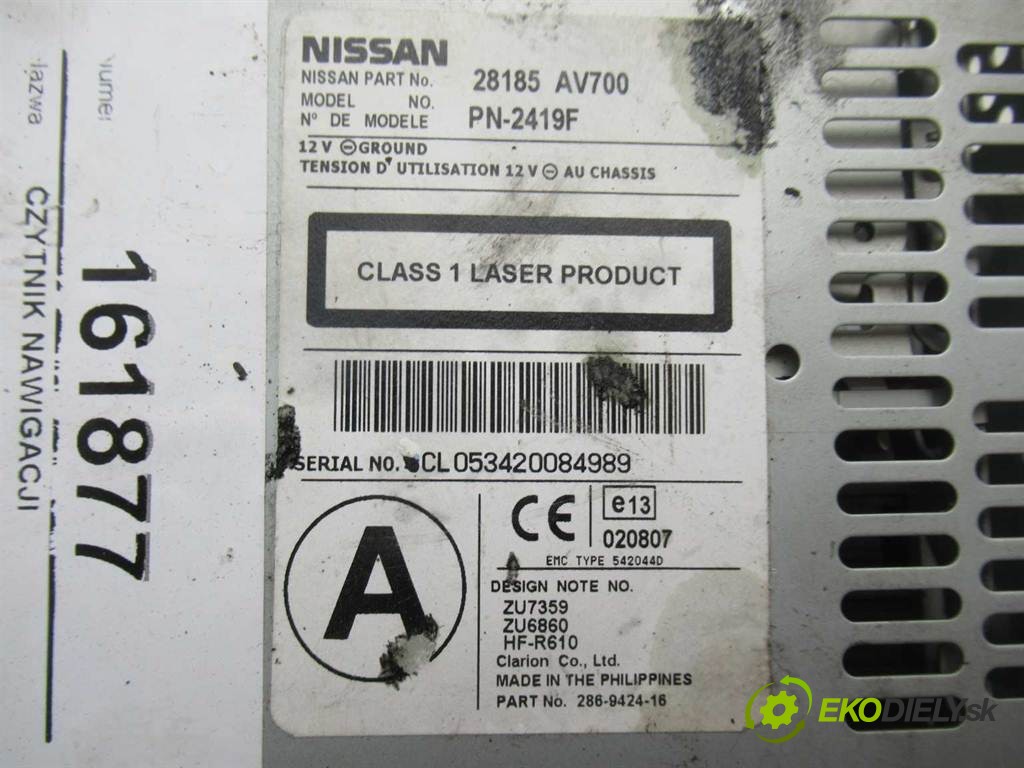 Numer
Nazwa
CZYTNIK NAWIGACJI
161877
NISSAN
NISSAN PART No. 28185 AV700
MODEL NO.
N° DE MODELE PN-2419F
12 V ⊖ GROUND
TENSION D' UTILISATION 12 V ⊖ AU CHASSIS
CLASS 1 LASER PRODUCT
SERIAL NO. CL053420084989
A
CE
e13
020807
EMC TYPE 542044D
DESIGN NOTE NO.
ZU7359
ZU6860
HF-R610
Clarion Co., Ltd.
MADE IN THE PHILIPPINES
PART No. 286-9424-16
EKODIELY.sk